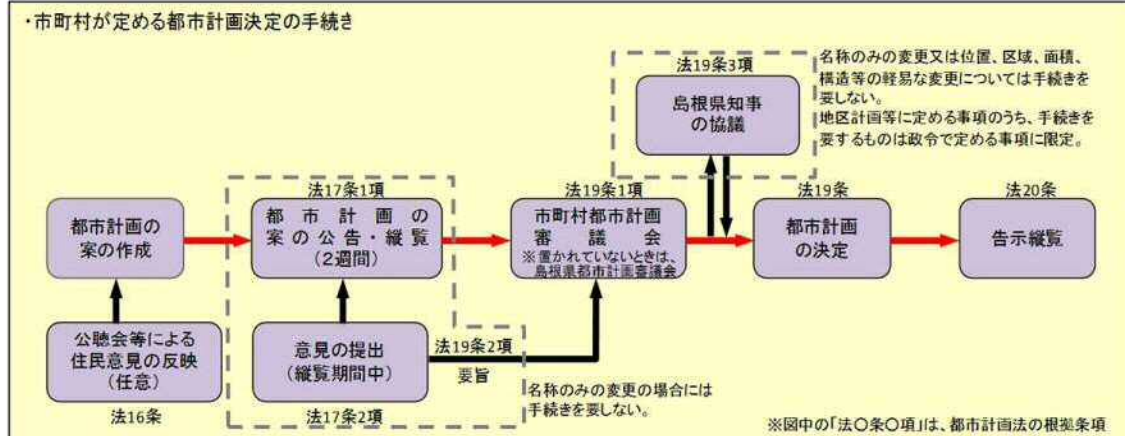 ・市町村が定める都市計画決定の手続き
法19条3項
島根県知事
の協議
名称のみの変更又は位置、区域、面積、
構造等の軽易な変更については手続きを
要しない。
地区計画等に定める事項のうち、手続きを
要するものは政令で定める事項に限定。
都市計画の
案の作成
法17条1項
都市計画の
案の公告・縦覧
（2週間）
法19条1項
市町村都市計画
審議会
※置かれていないときは、
島根県都市計画審議会
法19条
都市計画
の決定
法20条
告示縦覧
公聴会等による
住民意見の反映
（任意）
法16条
意見の提出
（縦覧期間中）
法17条2項
法19条2項
要旨
名称のみの変更の場合には
手続きを要しない。
※図中の「法○条○項」は、都市計画法の根拠条項